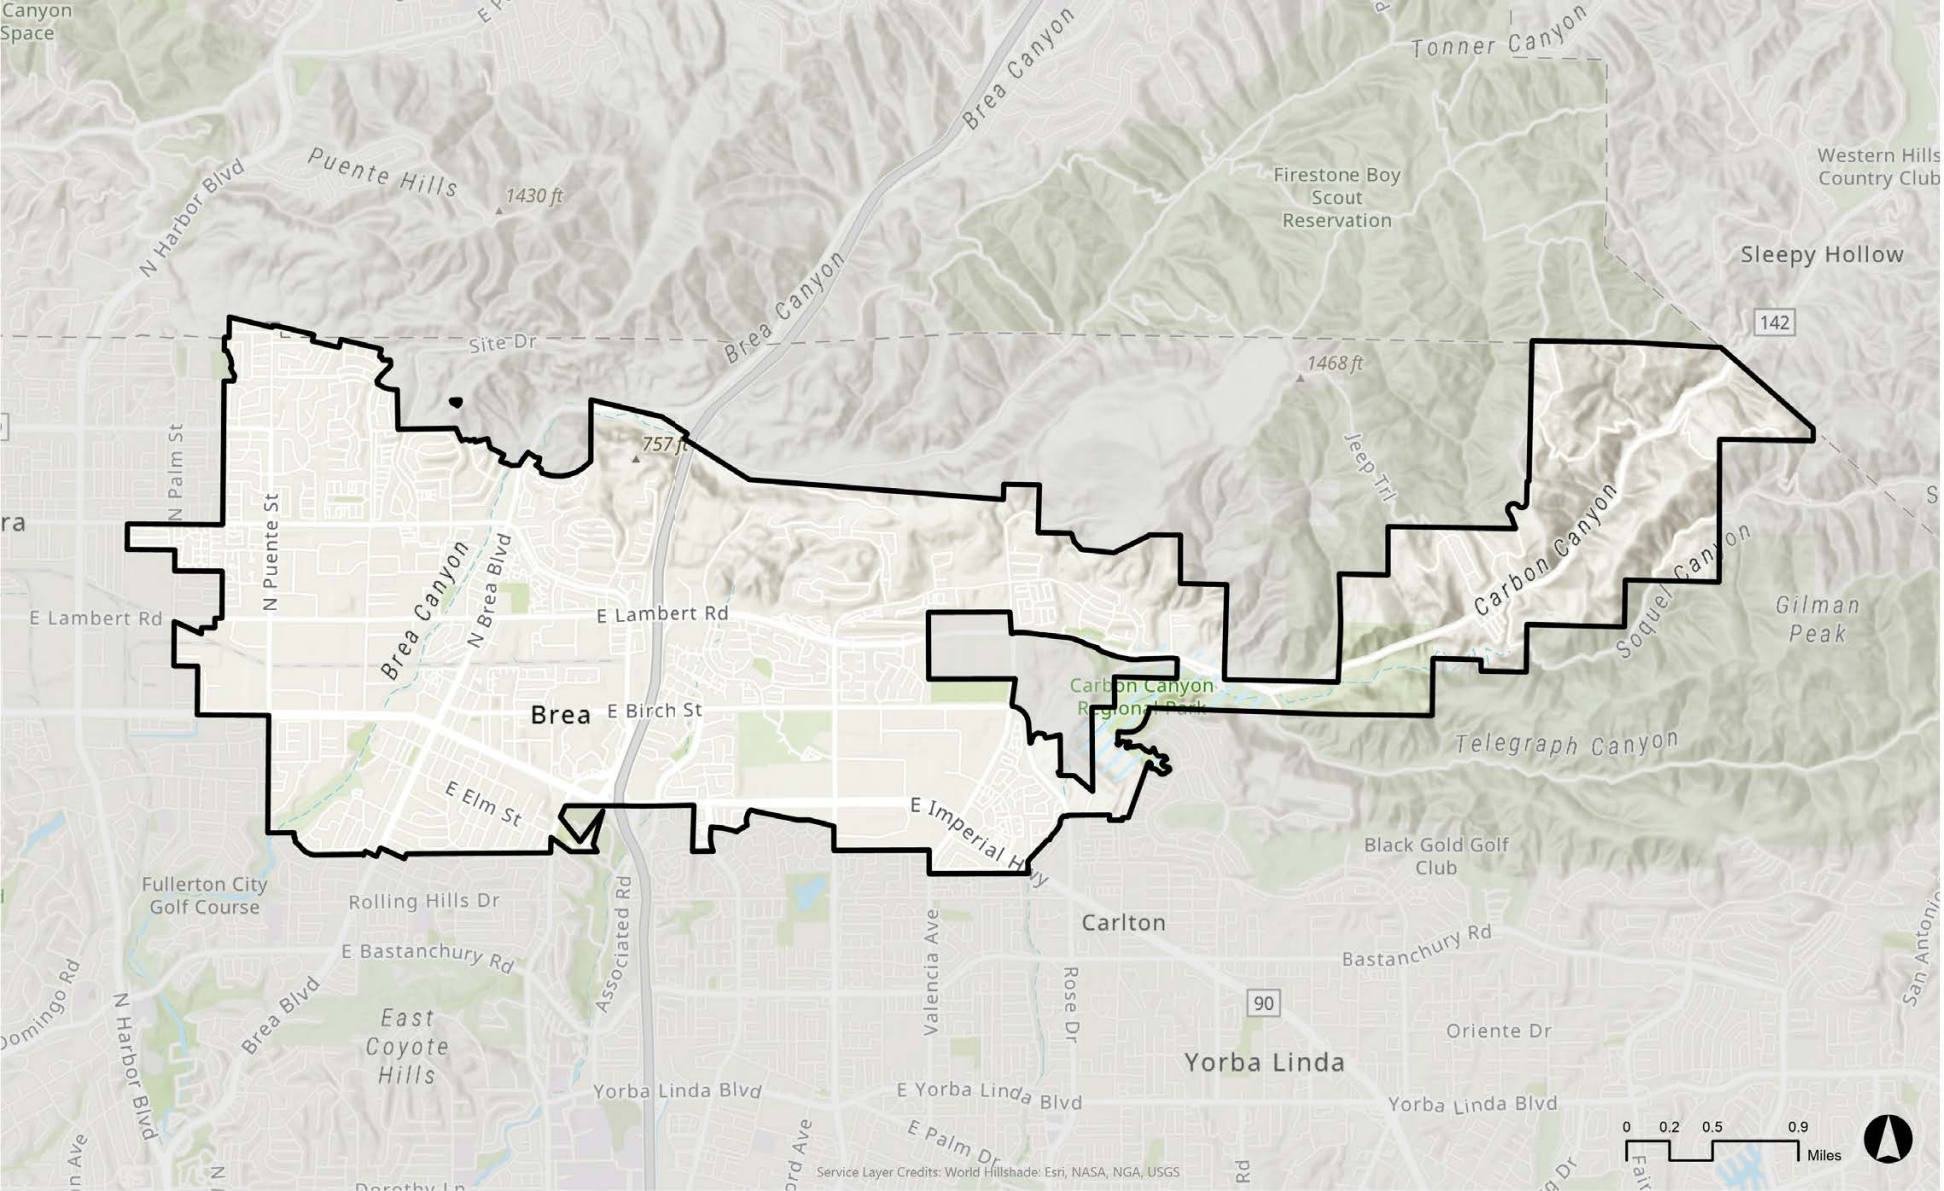 Canyon
Space
Tonner Canyon
Brea Canyon
Western Hills
Country Club
Puente Hills
1430 ft
Firestone Boy
Scout
Reservation
N Harbor Blvd
Sleepy Hollow
142
Site Dr
Brea Canyon
1468 ft
N Palm St
757 ft
Jeep Trl
ra
N Puente St
Brea Canyon
N Brea Blvd
Carbon Canyon
Soquel Canyon
Gilman
Peak
E Lambert Rd
E Lambert Rd
Carbon Canyon
Regional Park
Brea
E Birch St
Telegraph Canyon
E Elm St
E Imperial Hwy
Black Gold Golf
Club
Fullerton City
Golf Course
Rolling Hills Dr
Associated Rd
Carlton
E Bastanchury Rd
Valencia Ave
Bastanchury Rd
San Antonio
Domingo Rd
N Harbor Blvd
Brea Blvd
East
Coyote
Hills
Rose Dr
90
Oriente Dr
Yorba Linda
Yorba Linda Blvd
E Yorba Linda Blvd
Yorba Linda Blvd
E Palm Dr
0 0.2 0.5 0.9
Miles
Service Layer Credits: World Hillshade: Esri, NASA, NGA, USGS
Rd
Dorothy Ln